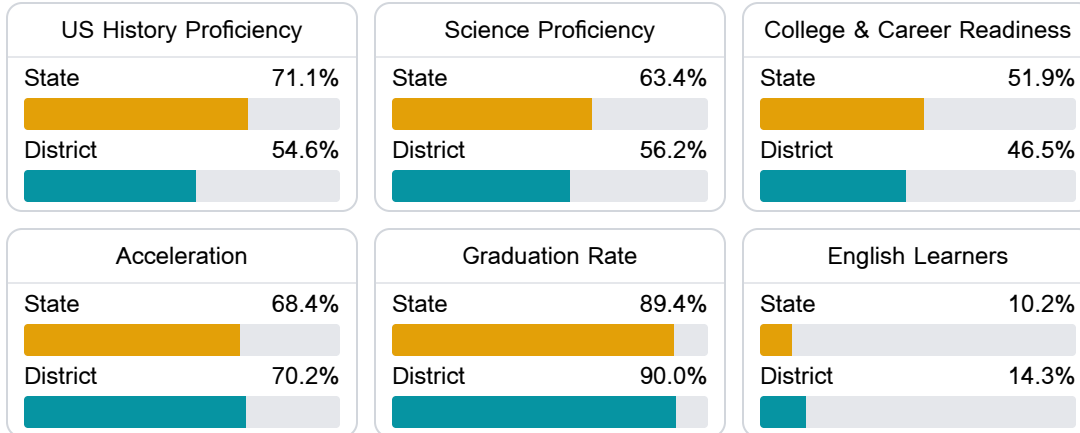 US History Proficiency
State 71.1%
District 54.6%
Science Proficiency
State 63.4%
District 56.2%
College & Career Readiness
State 51.9%
District 46.5%
Acceleration
State 68.4%
District 70.2%
Graduation Rate
State 89.4%
District 90.0%
English Learners
State 10.2%
District 14.3%